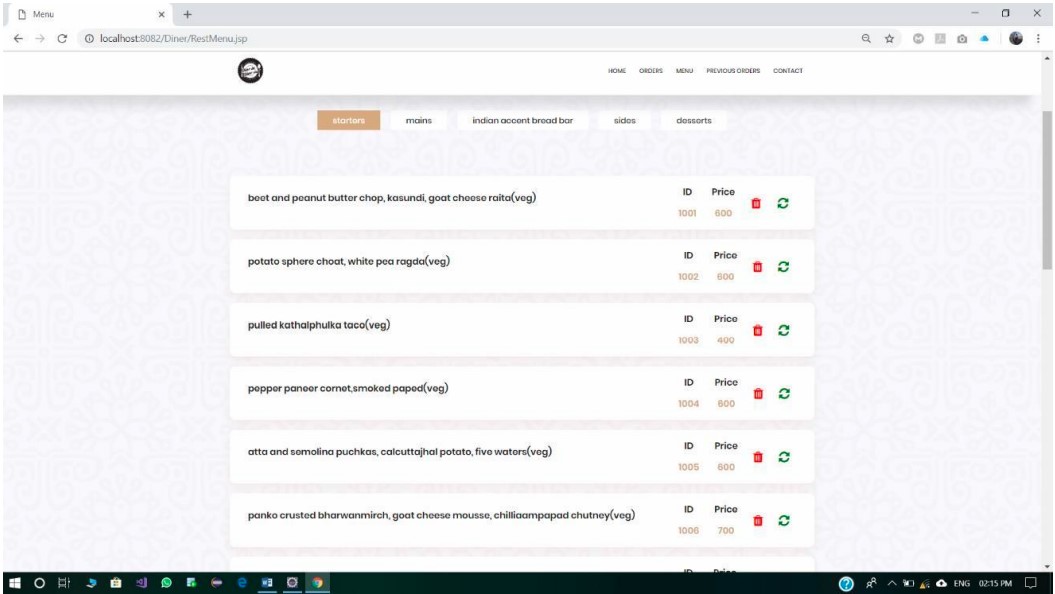 Menu
localhost:8082/Diner/RestMenu.jsp
HOME ORDERS MENU PREVIOUS ORDERS CONTACT
starters mains indian accent bread bar sides desserts
beet and peanut butter chop, kasundi, goat cheese raita(veg) ID Price
1001 600
potato sphere choat, white pea ragda(veg) ID Price
1002 600
pulled kathalphulka taco(veg) ID Price
1003 400
pepper paneer cornet,smoked paped(veg) ID Price
1004 800
atta and semolina puchkas, calcuttajhal potato, five waters(veg) ID Price
1005 600
panko crusted bharwanmirch, goat cheese mousse, chilliaampapad chutney(veg) ID Price
1006 700
ID Price
ENG 02:15 PM